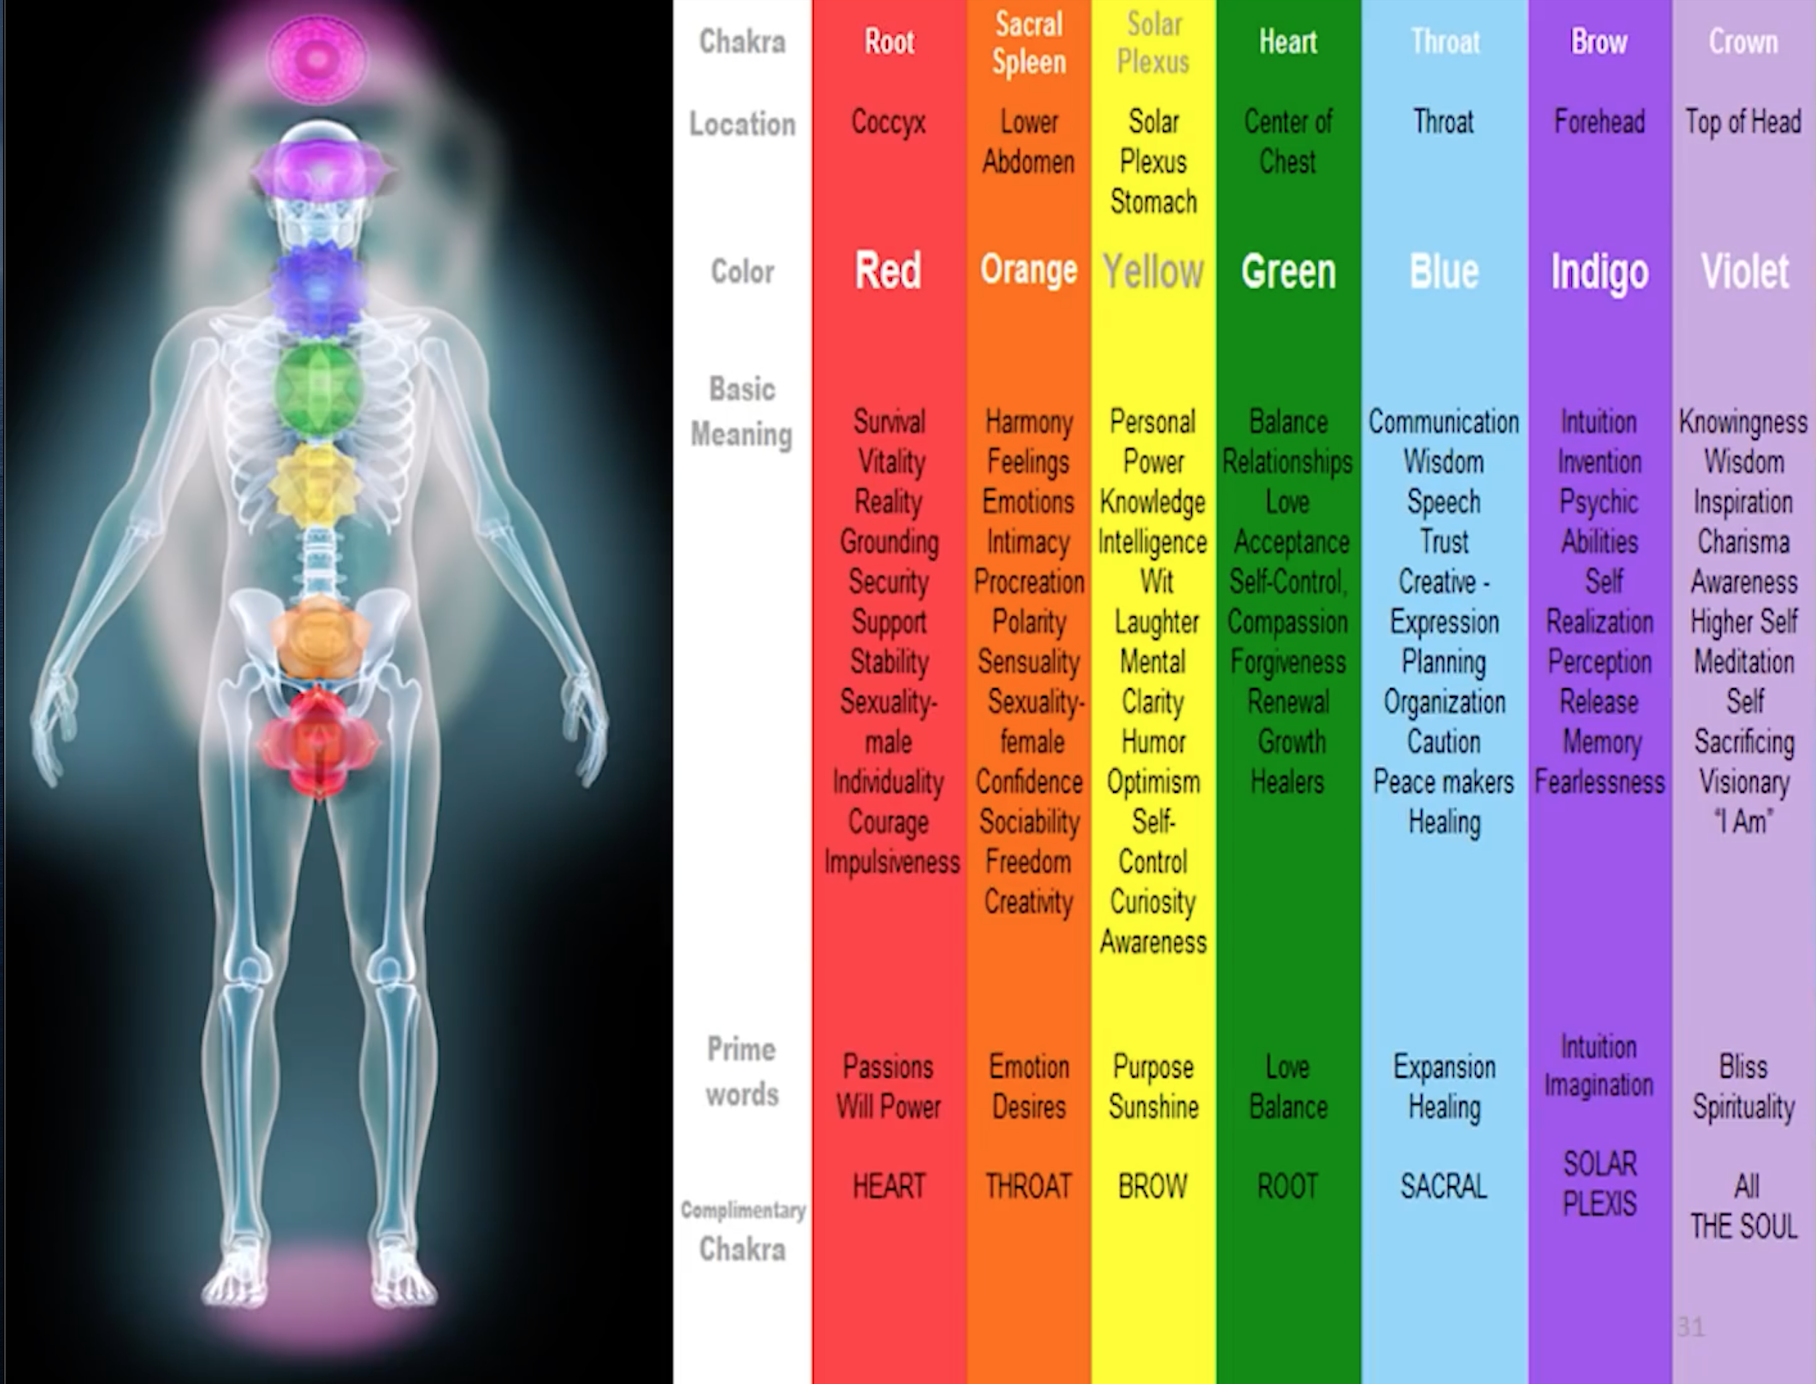 Chakra
Root
Sacral
Spleen
Solar
Plexus
Heart
Throat
Brow
Crown
Location
Coccyx
Lower
Abdomen
Solar
Plexus
Stomach
Center of
Chest
Throat
Forehead
Top of Head
Color
Red
Orange
Yellow
Green
Blue
Indigo
Violet
Basic
Meaning
Survival
Vitality
Reality
Grounding
Security
Support
Stability
Sexuality-
male
Individuality
Courage
Impulsiveness
Harmony
Feelings
Emotions
Intimacy
Procreation
Polarity
Sensuality
Sexuality-
female
Confidence
Sociability
Freedom
Creativity
Personal
Power
Knowledge
Intelligence
Wit
Laughter
Mental
Clarity
Humor
Optimism
Self-
Control
Curiosity
Awareness
Balance
Relationships
Love
Acceptance
Self-Control,
Compassion
Forgiveness
Renewal
Growth
Healers
Communication
Wisdom
Speech
Trust
Creative -
Expression
Planning
Organization
Caution
Peace makers
Healing
Intuition
Invention
Psychic
Abilities
Self
Realization
Perception
Release
Memory
Fearlessness
Knowingness
Wisdom
Inspiration
Charisma
Awareness
Higher Self
Meditation
Self
Sacrificing
Visionary
“I Am”
Prime
words
Passions
Will Power
Emotion
Desires
Purpose
Sunshine
Love
Balance
Expansion
Healing
Intuition
Imagination
Bliss
Spirituality
Complimentary
Chakra
HEART
THROAT
BROW
ROOT
SACRAL
SOLAR
PLEXIS
All
THE SOUL
31